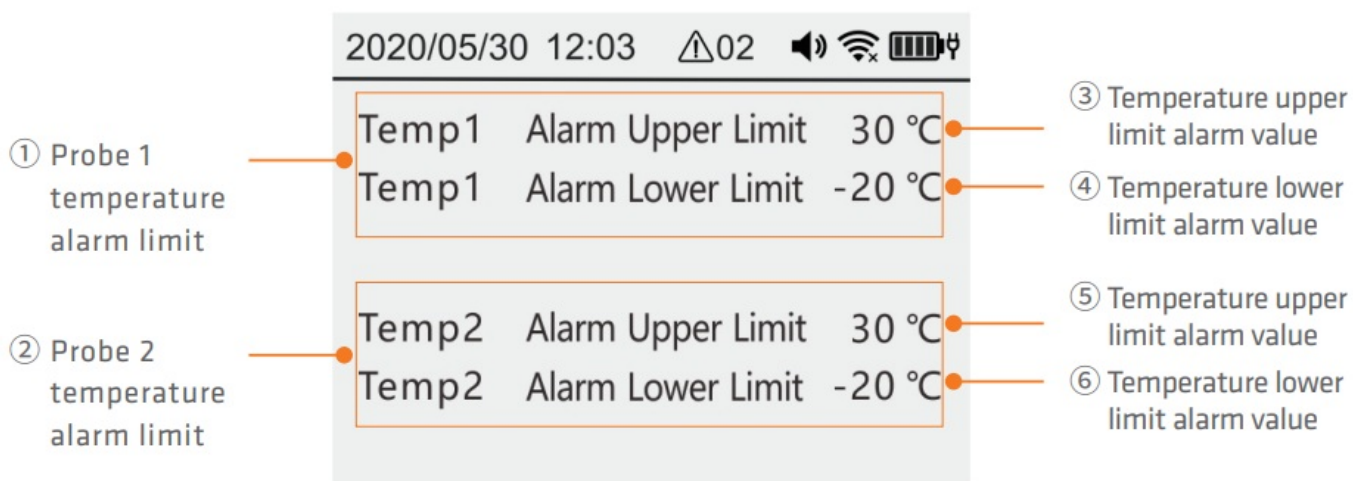 2020/05/30 12:03 ⚠02
① Probe 1
temperature
alarm limit
Temp1 Alarm Upper Limit 30 ℃
Temp1 Alarm Lower Limit -20 ℃
③ Temperature upper
limit alarm value
④ Temperature lower
limit alarm value
② Probe 2
temperature
alarm limit
Temp2 Alarm Upper Limit 30 ℃
Temp2 Alarm Lower Limit -20 ℃
⑤ Temperature upper
limit alarm value
⑥ Temperature lower
limit alarm value